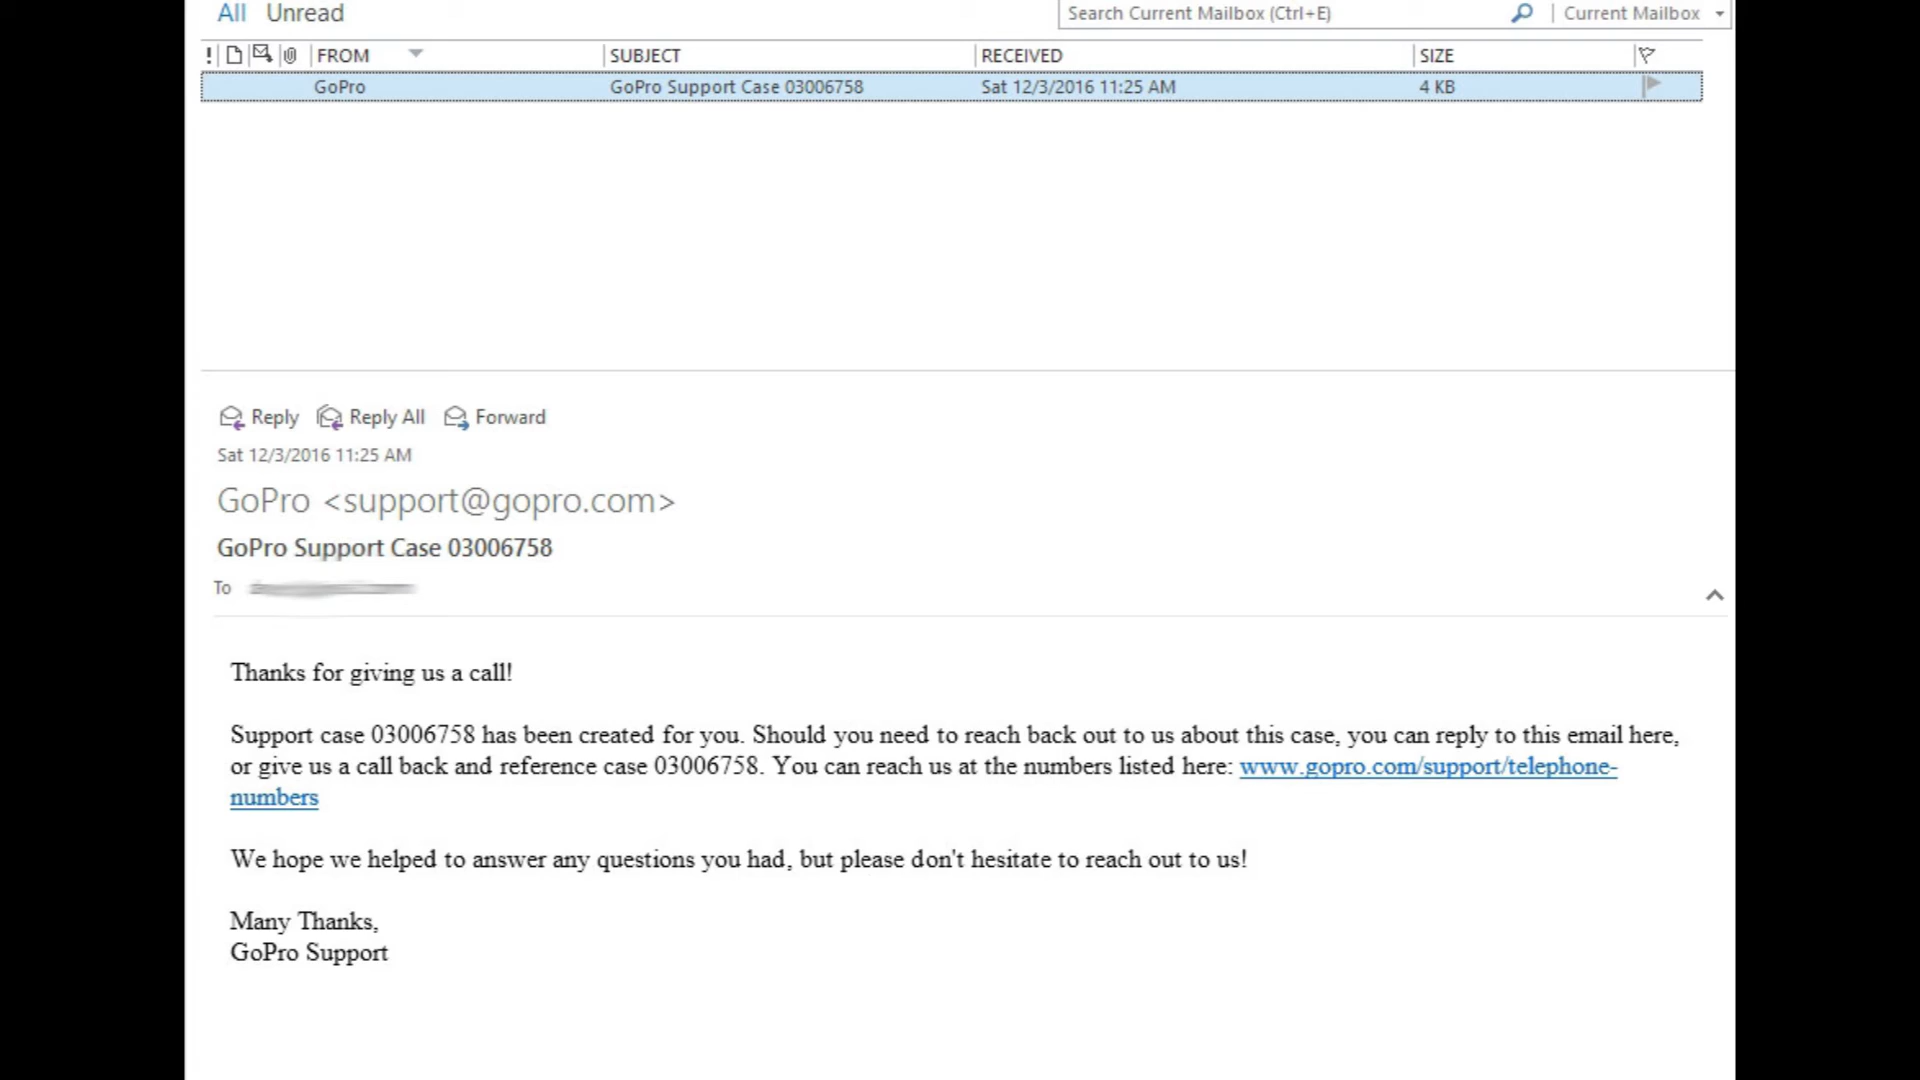 All Unread
Search Current Mailbox (Ctrl+E) Current Mailbox
! FROM SUBJECT RECEIVED SIZE
GoPro GoPro Support Case 03006758 Sat 12/3/2016 11:25 AM 4 KB
Reply Reply All Forward
Sat 12/3/2016 11:25 AM
GoPro <support@gopro.com>
GoPro Support Case 03006758
To
Thanks for giving us a call!
Support case 03006758 has been created for you. Should you need to reach back out to us about this case, you can reply to this email here,
or give us a call back and reference case 03006758. You can reach us at the numbers listed here: www.gopro.com/support/telephone-
numbers
We hope we helped to answer any questions you had, but please don't hesitate to reach out to us!
Many Thanks,
GoPro Support